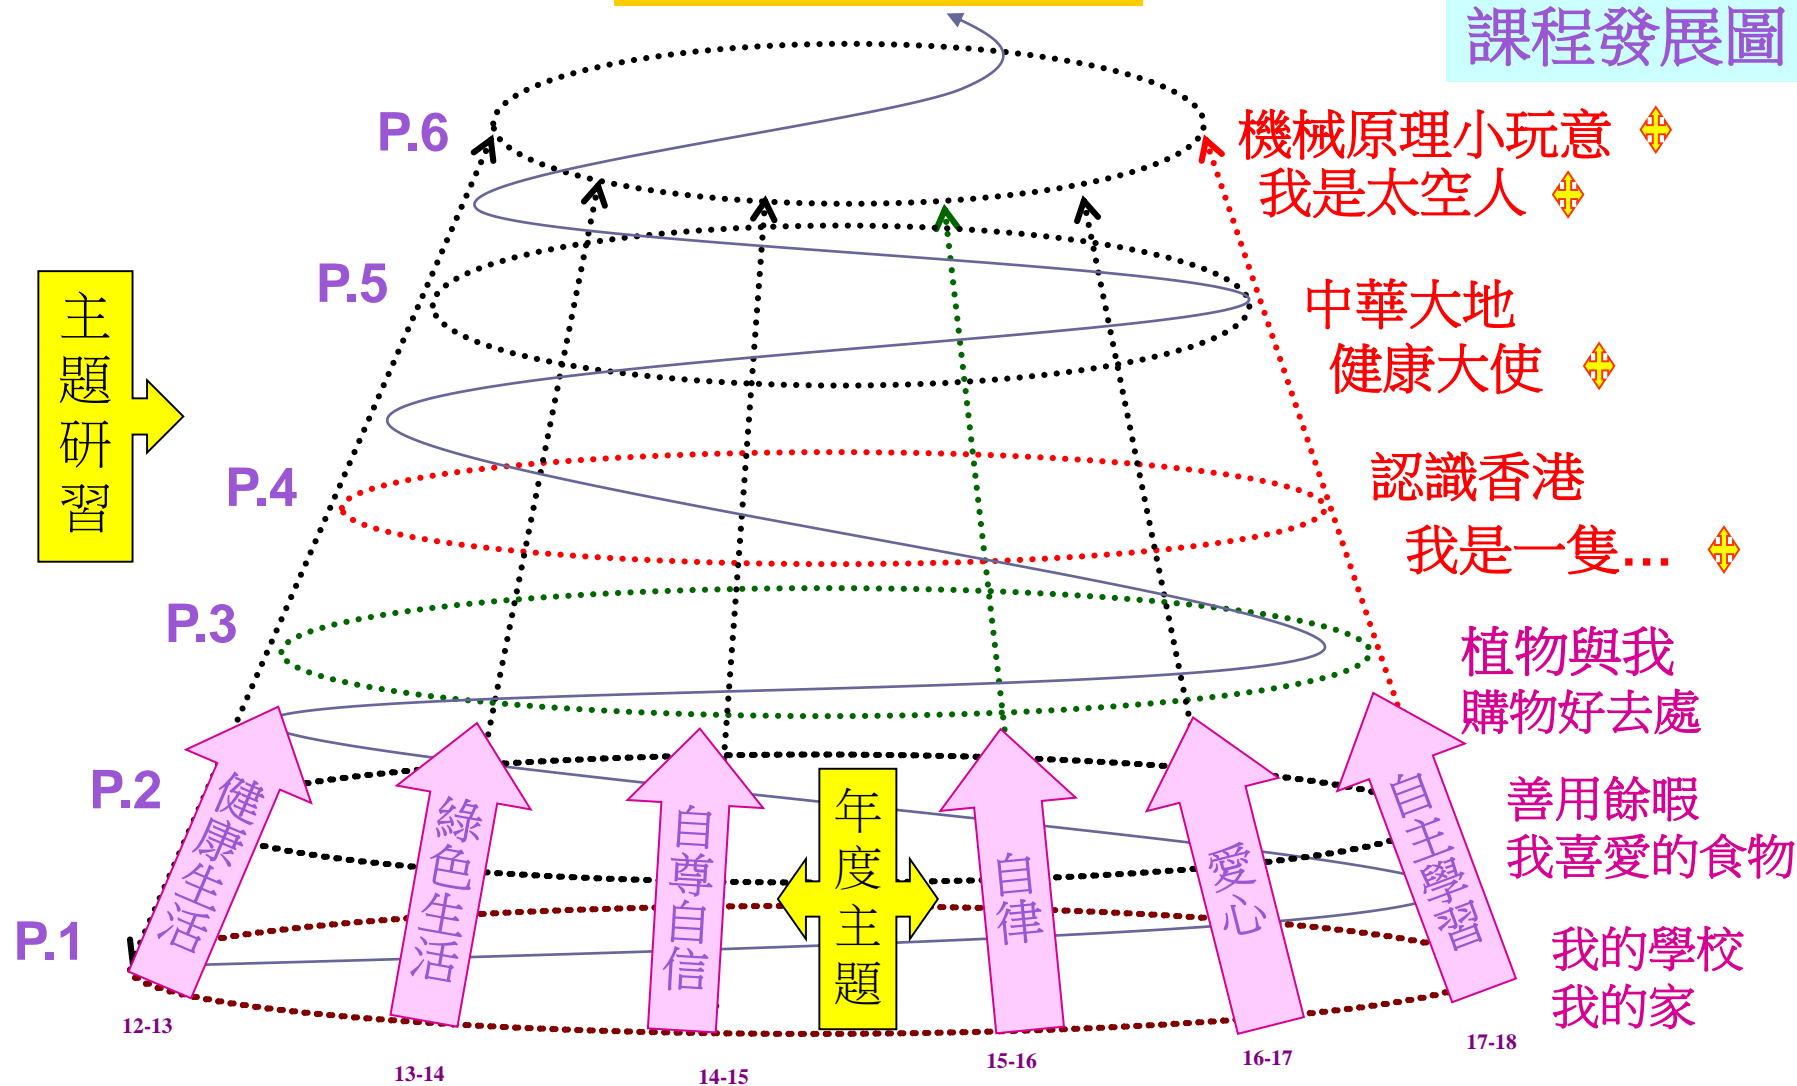 課程發展圖
P.6
機械原理小玩意
我是太空人
P.5
中華大地
健康大使
主題研習
P.4
認識香港
我是一隻...
P.3
植物與我
購物好去處
P.2
善用餘暇
我喜愛的食物
P.1
我的學校
我的家
健康生活
綠色生活
自尊自信
年度主題
自律
愛心
自主學習
12-13
13-14
14-15
15-16
16-17
17-18